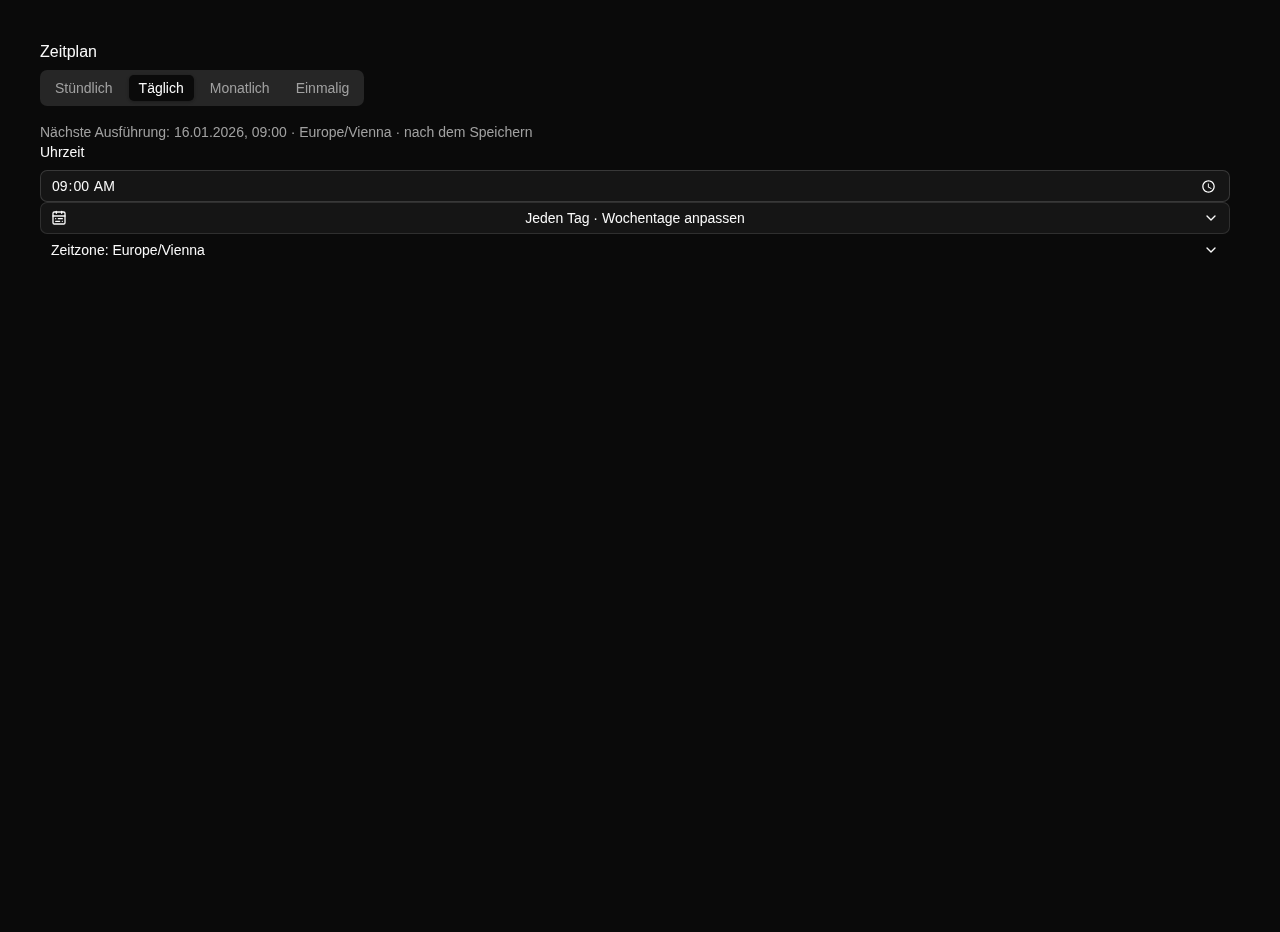 Zeitplan
Stündlich Täglich Monatlich Einmalig
Nächste Ausführung: 16.01.2026, 09:00 · Europe/Vienna · nach dem Speichern
Uhrzeit
09:00 AM
Jeden Tag · Wochentage anpassen
Zeitzone: Europe/Vienna